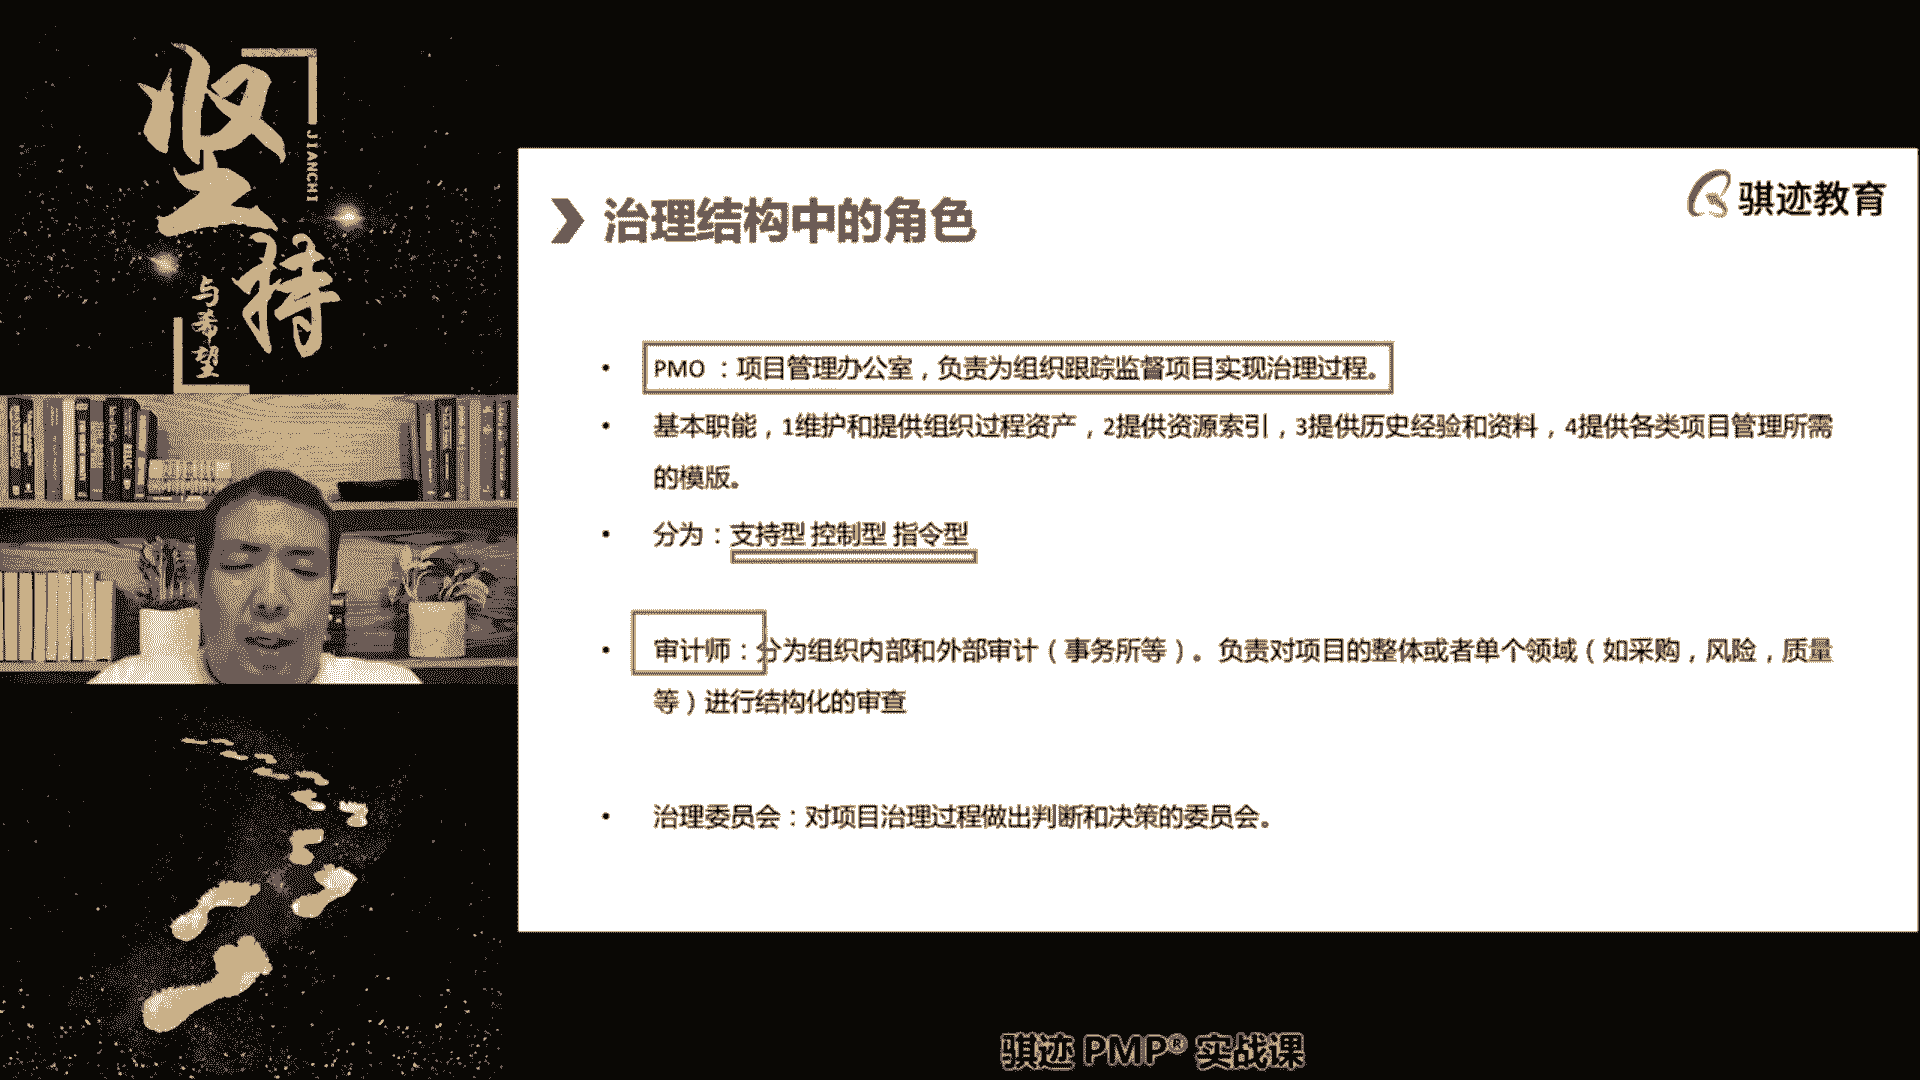 坚持
JIANCHI
与希望
骐迹教育
治理结构中的角色
• PMO ：项目管理办公室，负责为组织跟踪监督项目实现治理过程。
• 基本职能，1维护和提供组织过程资产，2提供资源索引，3提供历史经验和资料，4提供各类项目管理所需
的模版。
• 分为：支持型 控制型 指令型
• 审计师：分为组织内部和外部审计（事务所等）。负责对项目的整体或者单个领域（如采购，风险，质量
等）进行结构化的审查
• 治理委员会：对项目治理过程做出判断和决策的委员会。
骐迹 PMP® 实战课